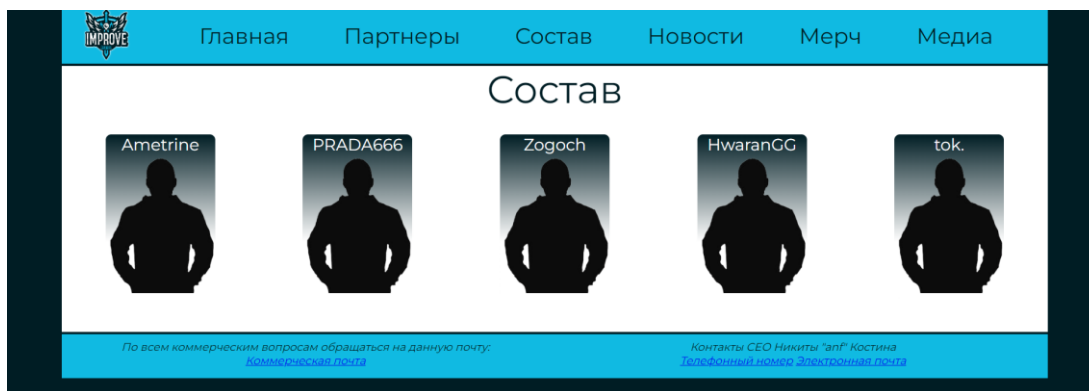 IMPROVE
Главная Партнеры Состав Новости Мерч Медиа
Состав
Ametrine PRADA666 Zogoch HwaranGG tok.
По всем коммерческим вопросам обращаться на данную почту:
Коммерческая почта
Контакты CEO Никиты "anf" Костина
Телефонный номер Электронная почта